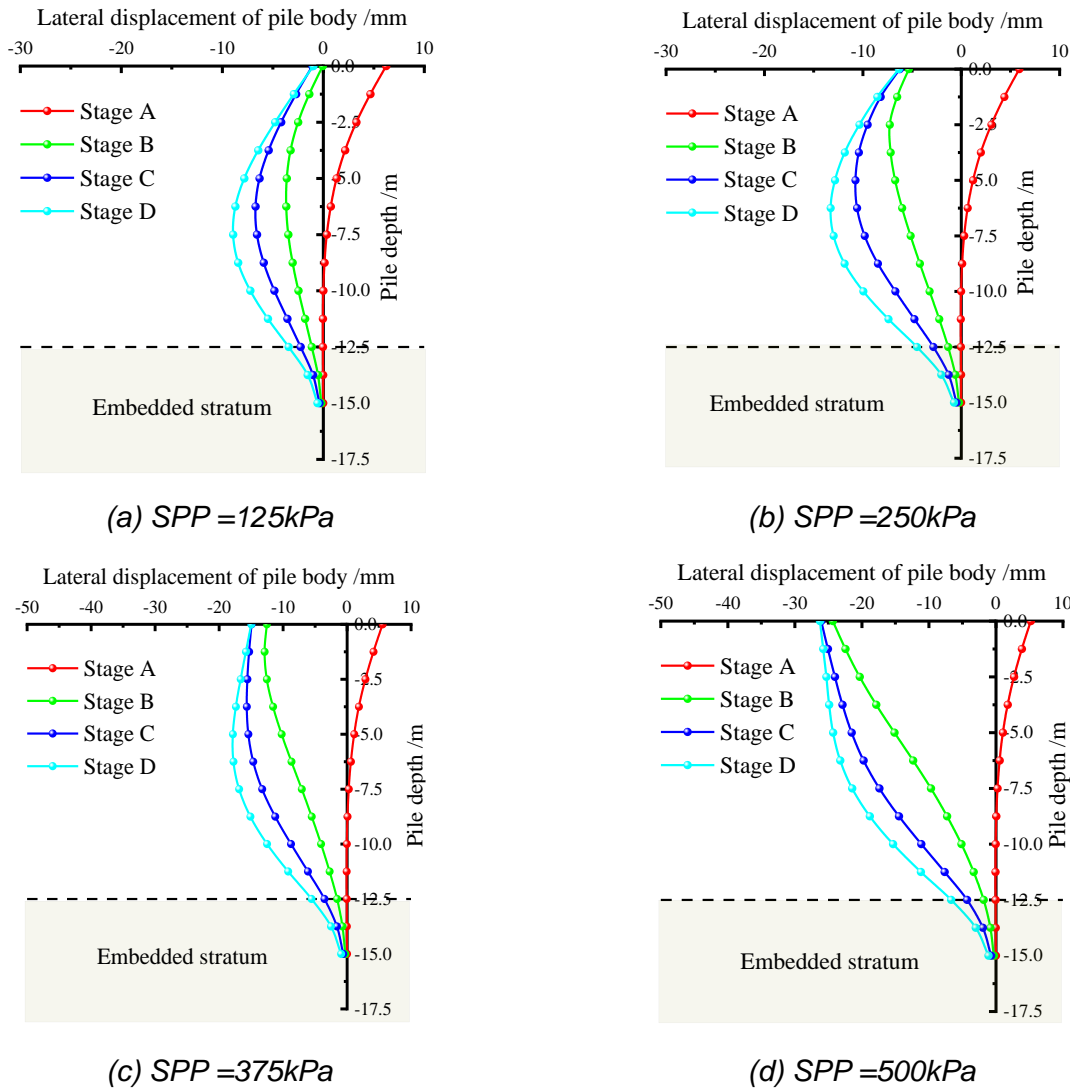 Lateral displacement of pile body /mm
-30 -20 -10 0 10
0.0
-2.5
-5.0
-7.5
-10.0
-12.5
-15.0
-17.5
Pile depth /m
Stage A
Stage B
Stage C
Stage D
Embedded stratum
(a) SPP =125kPa
Lateral displacement of pile body /mm
-30 -20 -10 0 10
0.0
-2.5
-5.0
-7.5
-10.0
-12.5
-15.0
-17.5
Pile depth /m
Stage A
Stage B
Stage C
Stage D
Embedded stratum
(b) SPP =250kPa
Lateral displacement of pile body /mm
-50 -40 -30 -20 -10 0 10
0.0
-2.5
-5.0
-7.5
-10.0
-12.5
-15.0
-17.5
Pile depth /m
Stage A
Stage B
Stage C
Stage D
Embedded stratum
(c) SPP =375kPa
Lateral displacement of pile body /mm
-50 -40 -30 -20 -10 0 10
0.0
-2.5
-5.0
-7.5
-10.0
-12.5
-15.0
-17.5
Pile depth /m
Stage A
Stage B
Stage C
Stage D
Embedded stratum
(d) SPP =500kPa